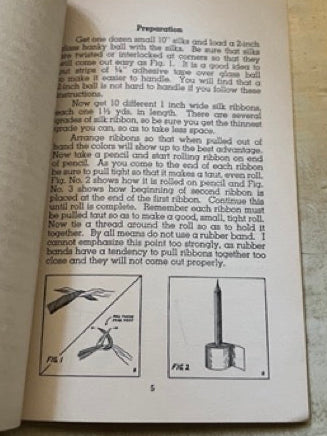 Preparation
Get one dozen small 10" silks and load a 2-inch
glass hanky ball with the silks. Be sure that silks
are twisted or interlocked at corners so that they
will come out easy as Fig. 1. It is a good idea to
put strips of ¼" adhesive tape over glass ball
to make it easier to handle. You will find that a
2-inch ball is not hard to handle if you follow these
instructions.
Now get 10 different 1 inch wide silk ribbons,
each one 1½ yds. in length. There are several
grades of silk ribbon, so be sure you get the thinnest
grade you can, so as to take less space.
Arrange ribbons so that when pulled out of
hand the colors will show up to the best advantage.
Now take a pencil and start rolling ribbon on end
of pencil. As you come to the end of each ribbon
be sure to pull tight so that it makes a taut, even roll.
Fig. No. 2 shows how it is rolled on pencil and Fig.
No. 3 shows how beginning of second ribbon is
placed at the end of the first ribbon. Continue this
until roll is complete. Remember each ribbon must
be pulled taut so as to make a good, small, tight roll.
Now tie a thread around the roll so as to hold it
together. By all means do not use a rubber band. I
cannot emphasize this point too strongly, as rubber
bands have a tendency to pull ribbons together too
close and they will not come out properly.
FIG. 1
FIG 2
5